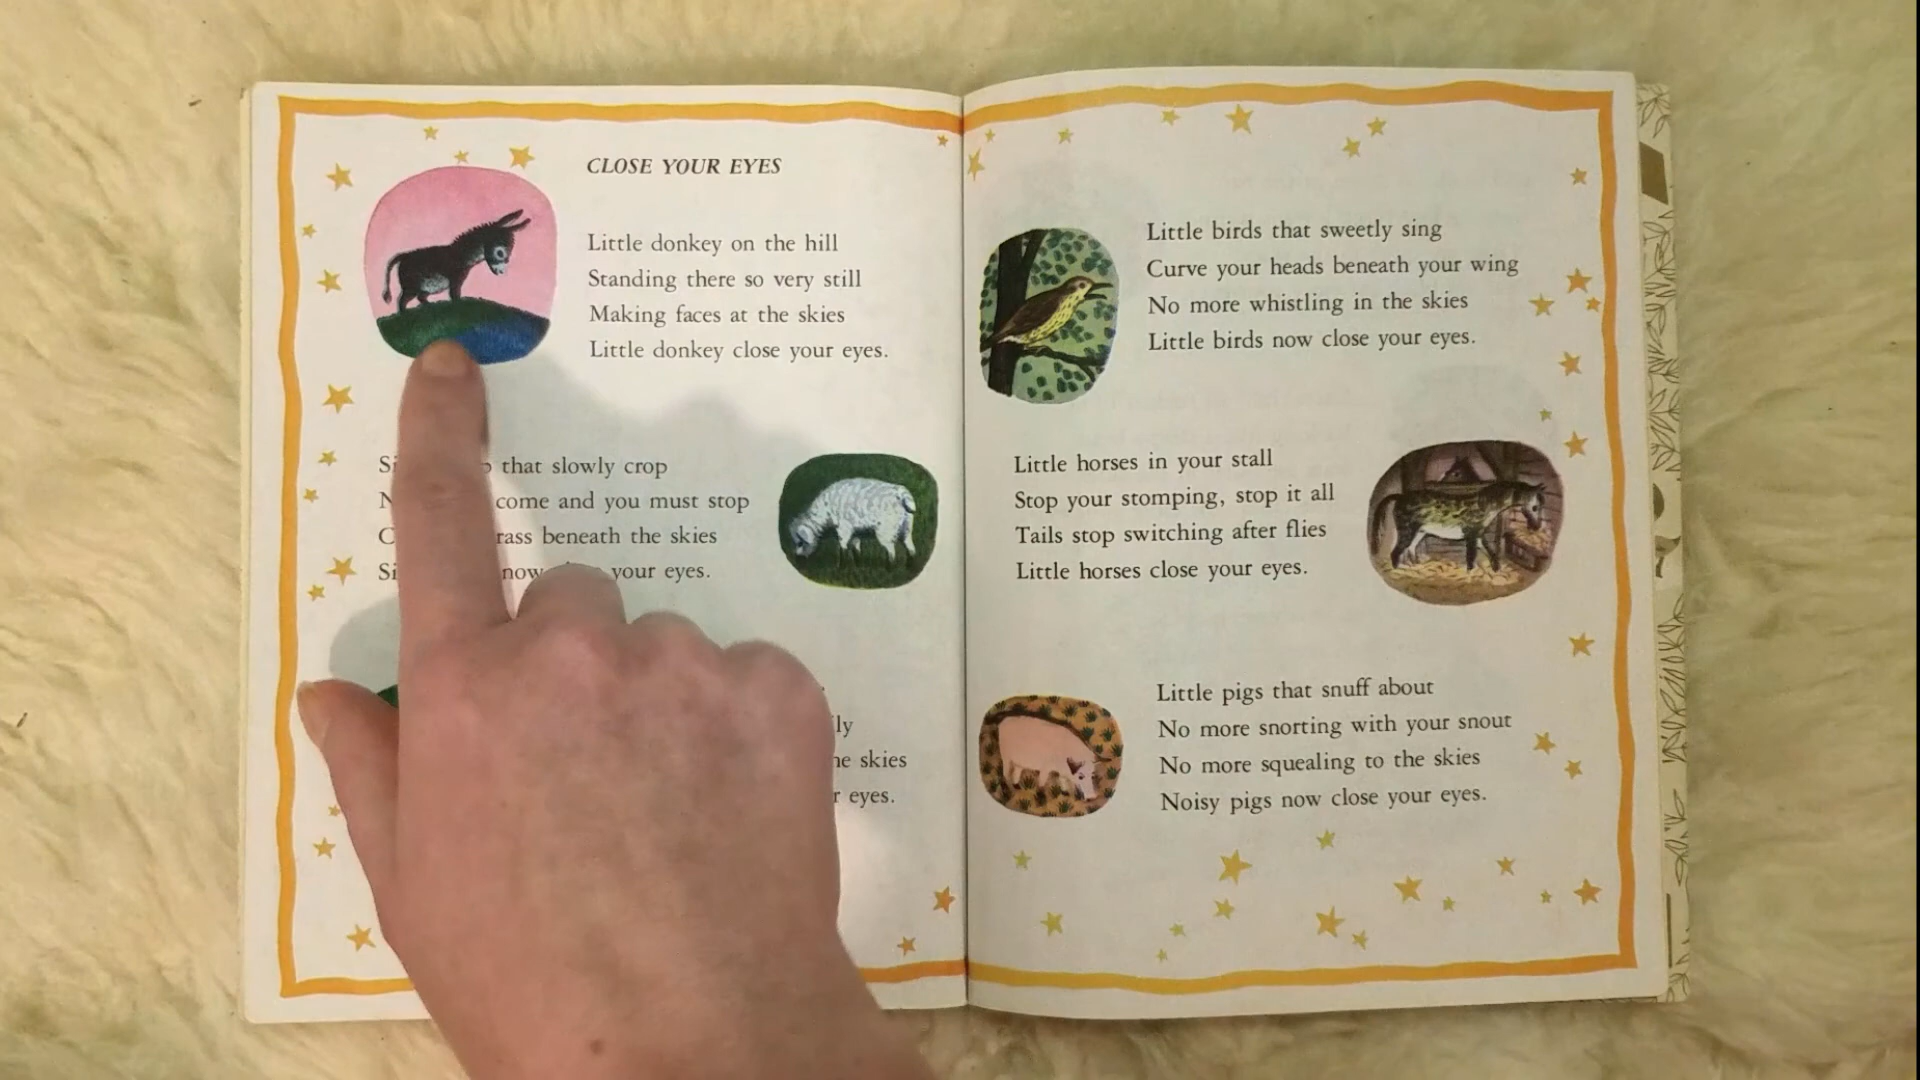 CLOSE YOUR EYES
Little donkey on the hill
Standing there so very still
Making faces at the skies
Little donkey close your eyes.
that slowly crop
come and you must stop
beneath the skies
now your eyes.
the skies
eyes.
Little birds that sweetly sing
Curve your heads beneath your wing
No more whistling in the skies
Little birds now close your eyes.
Little horses in your stall
Stop your stomping, stop it all
Tails stop switching after flies
Little horses close your eyes.
Little pigs that snuff about
No more snorting with your snout
No more squealing to the skies
Noisy pigs now close your eyes.